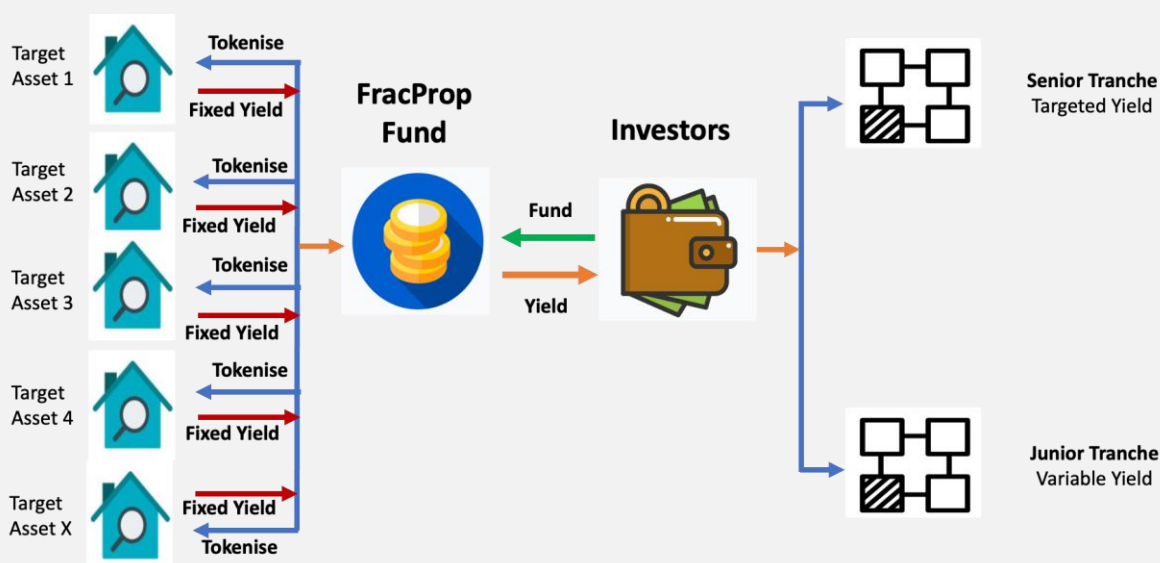 Target
Asset 1
Tokenise
Fixed Yield
Target
Asset 2
Tokenise
Fixed Yield
Target
Asset 3
Tokenise
Fixed Yield
Target
Asset 4
Tokenise
Fixed Yield
Target
Asset X
Fixed Yield
Tokenise
FracProp
Fund
Fund
Yield
Investors
Senior Tranche
Targeted Yield
Junior Tranche
Variable Yield